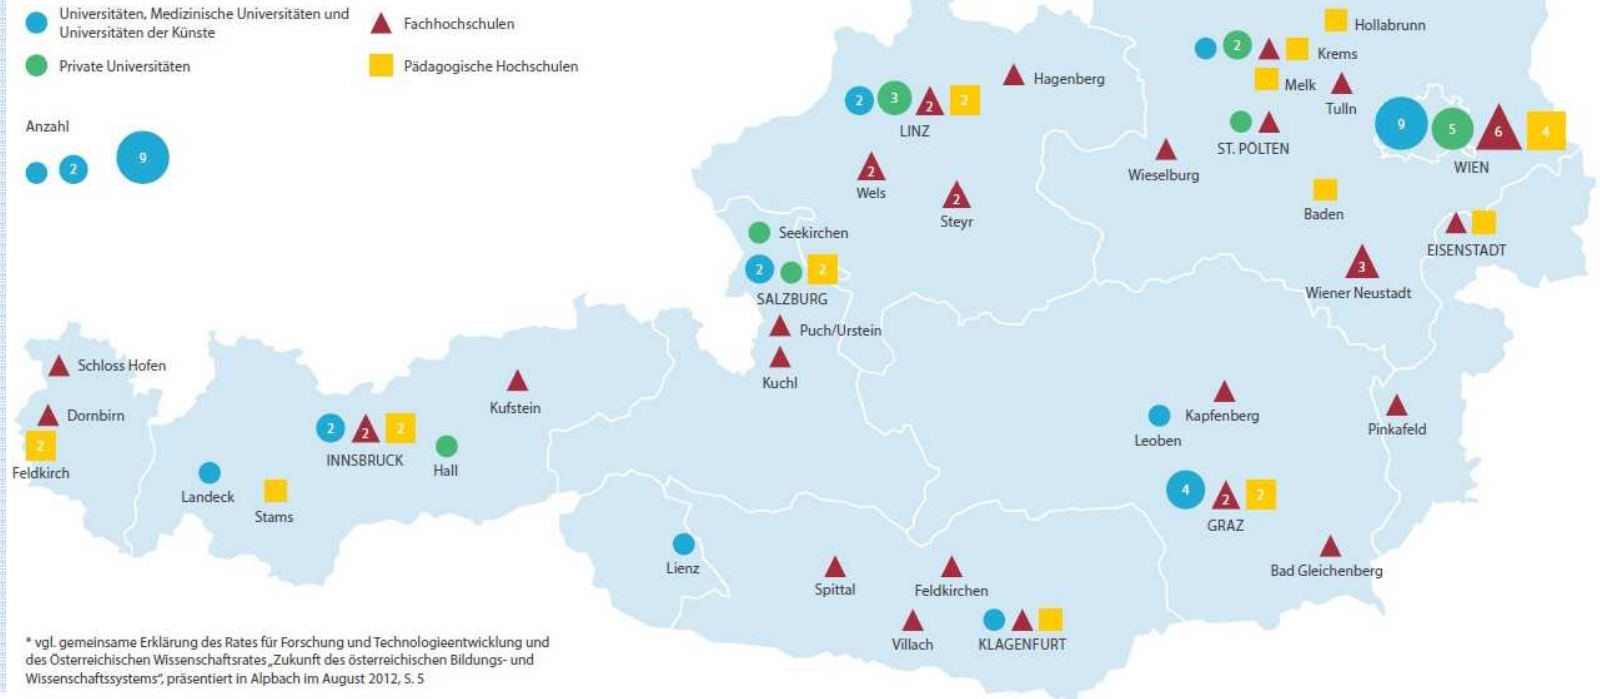 Universitäten, Medizinische Universitäten und
Universitäten der Künste
Fachhochschulen
Private Universitäten
Pädagogische Hochschulen
Anzahl
2
9
Hollabrunn
2
Krems
Melk
Tulln
Hagenberg
2
3
2
2
LINZ
ST. PÖLTEN
9
5
6
4
WIEN
Wieselburg
2
Wels
2
Steyr
Baden
EISENSTADT
Seekirchen
2
2
SALZBURG
3
Wiener Neustadt
Puch/Urstein
Kuchl
Schloss Hofen
Dornbirn
2
Feldkirch
Kufstein
2
2
2
INNSBRUCK
Hall
Landeck
Stams
Kapfenberg
Leoben
Pinkafeld
4
2
2
GRAZ
Bad Gleichenberg
Lienz
Spittal
Feldkirchen
Villach
KLAGENFURT
* vgl. gemeinsame Erklärung des Rates für Forschung und Technologieentwicklung und
des Österreichischen Wissenschaftsrates „Zukunft des österreichischen Bildungs- und
Wissenschaftssystems“, präsentiert in Alpbach im August 2012, S. 5